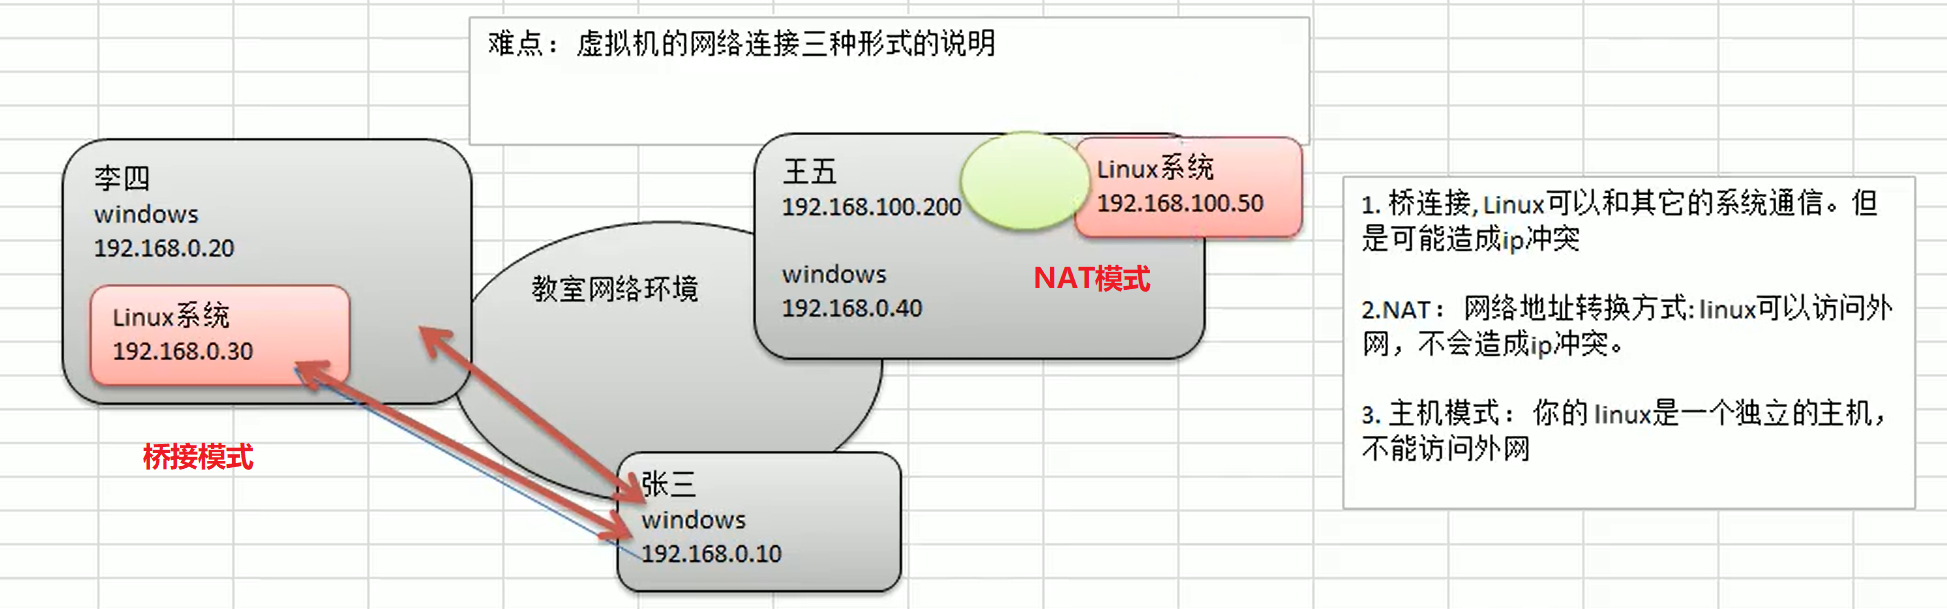 难点：虚拟机的网络连接三种形式的说明
李四
windows
192.168.0.20
Linux系统
192.168.0.30
桥接模式
教室网络环境
王五
192.168.100.200
windows
192.168.0.40
Linux系统
192.168.100.50
NAT模式
张三
windows
192.168.0.10
1. 桥连接,Linux可以和其它的系统通信。但
是可能造成ip冲突
2.NAT：网络地址转换方式:linux可以访问外
网，不会造成ip冲突。
3. 主机模式：你的linux是一个独立的主机，
不能访问外网